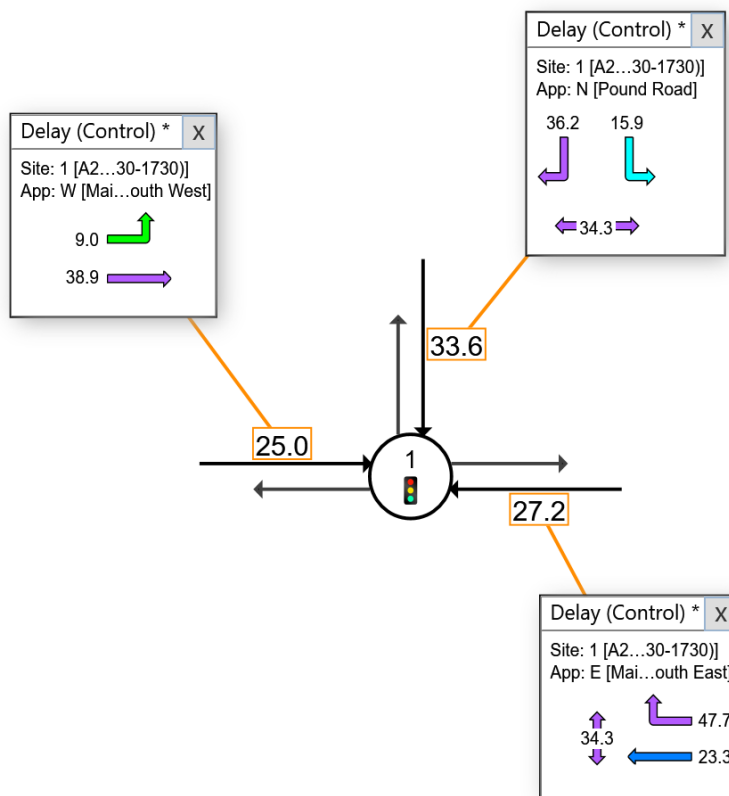 Delay (Control) * X
Site: 1 [A2...30-1730)]
App: N [Pound Road]
36.2 15.9
34.3
Delay (Control) * X
Site: 1 [A2...30-1730)]
App: W [Mai...outh West]
9.0
38.9
33.6
25.0
1
27.2
Delay (Control) * X
Site: 1 [A2...30-1730)]
App: E [Mai...outh East]
47.7
34.3
23.3